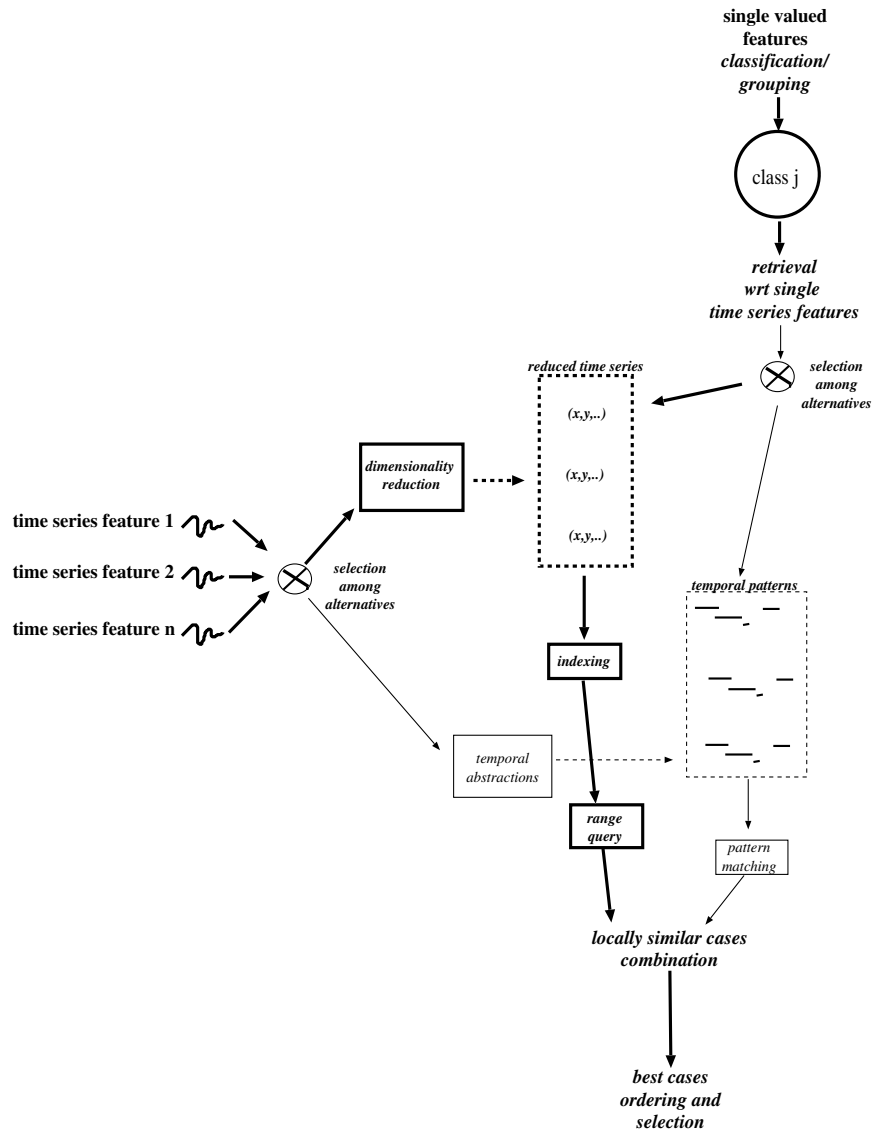 single valued
features
classification/
grouping
class j
retrieval
wrt single
time series features
selection
among
alternatives
reduced time series
(x,y,..)
(x,y,..)
(x,y,..)
dimensionality
reduction
time series feature 1
time series feature 2
time series feature n
selection
among
alternatives
temporal patterns
indexing
temporal
abstractions
range
query
pattern
matching
locally similar cases
combination
best cases
ordering and
selection